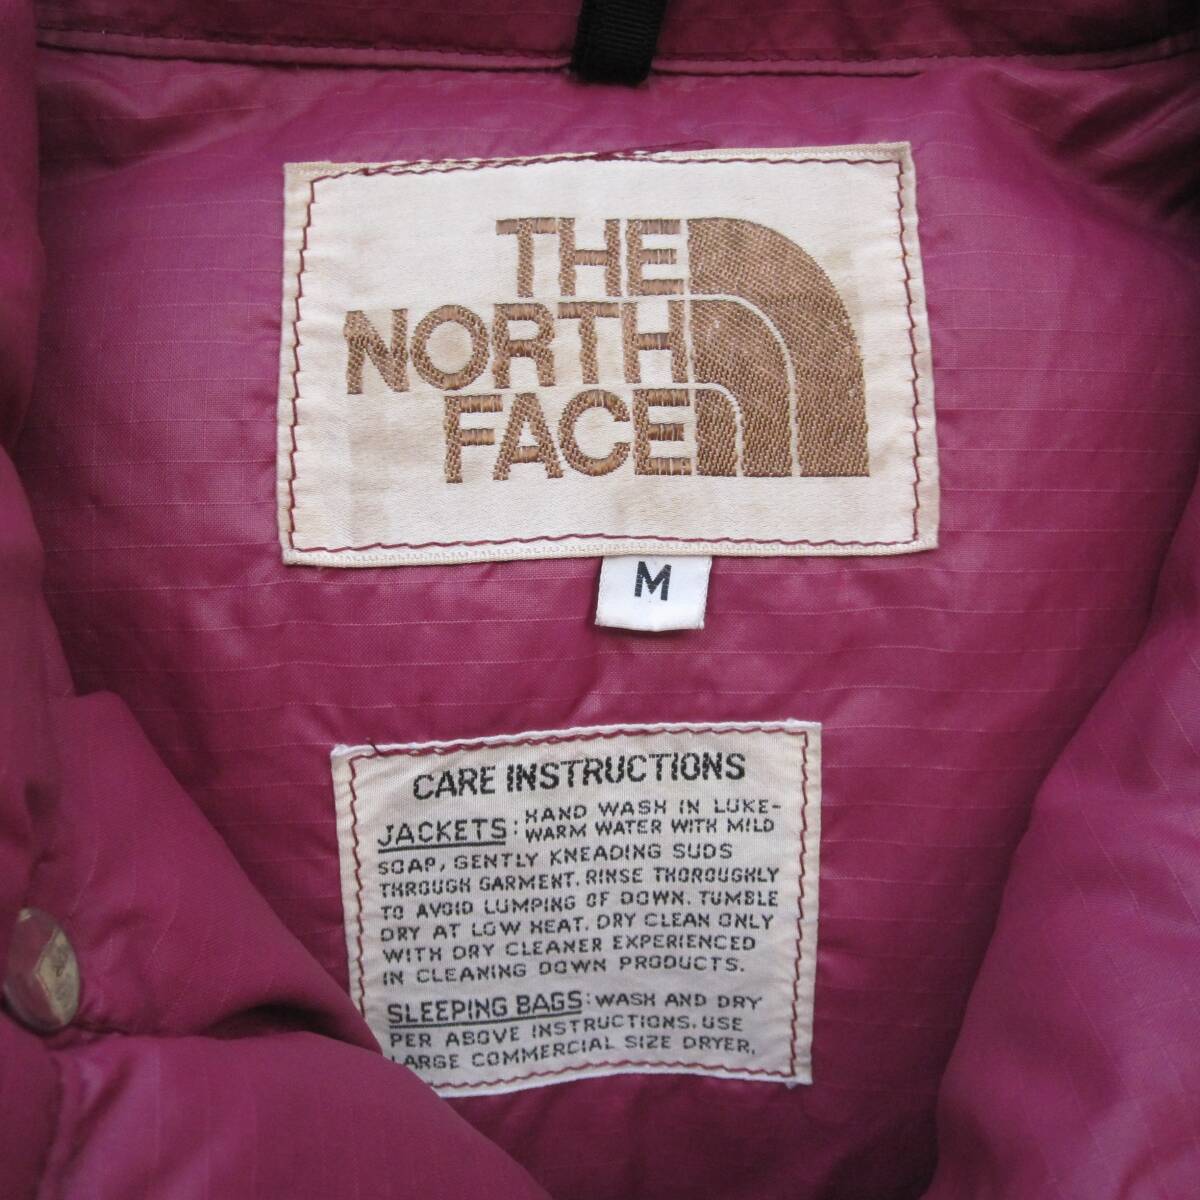 THE
NORTH
FACE
M
CARE INSTRUCTIONS
JACKETS: HAND WASH IN LUKE-
WARM WATER WITH MILD
SOAP, GENTLY KNEADING SUDS
THROUGH GARMENT. RINSE THOROUGHLY
TO AVOID LUMPING OF DOWN. TUMBLE
DRY AT LOW HEAT. DRY CLEAN ONLY
WITH DRY CLEANER EXPERIENCED
IN CLEANING DOWN PRODUCTS.
SLEEPING BAGS: WASH AND DRY
PER ABOVE INSTRUCTIONS. USE
LARGE COMMERCIAL SIZE DRYER.